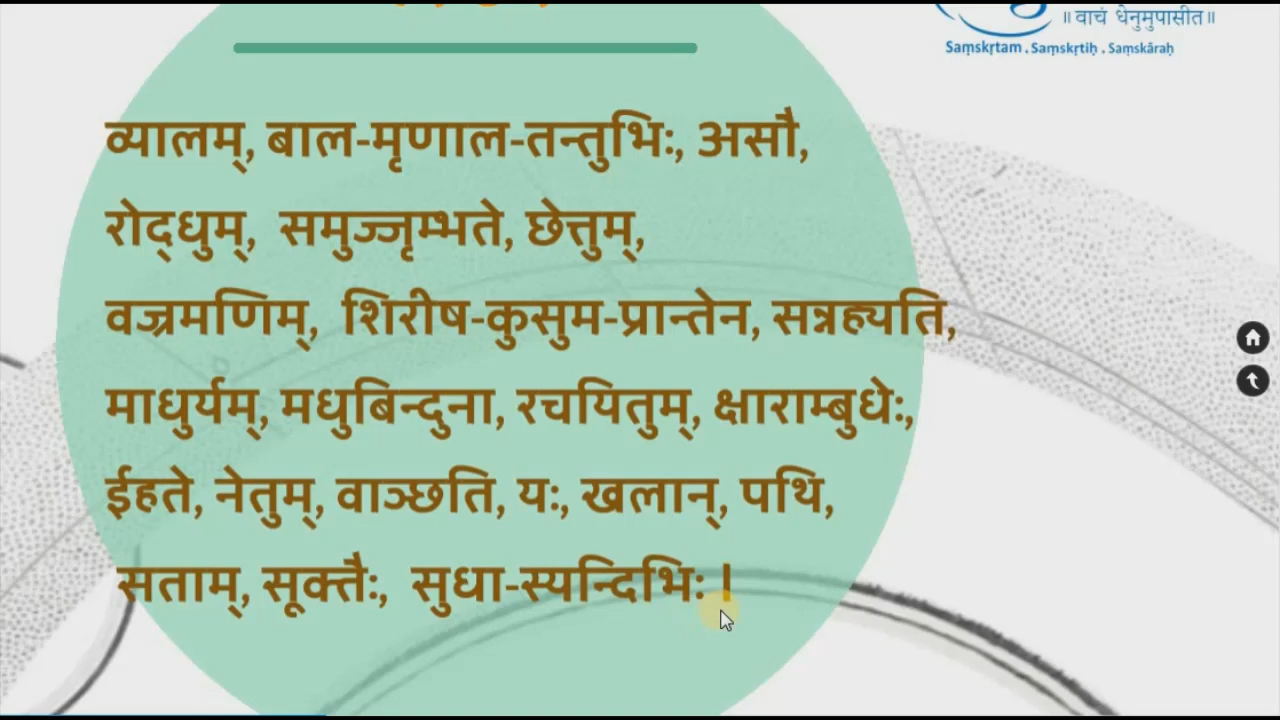 ॥ वाचं धेनुमुपासीत॥
Saṃskṛtam . Saṃskṛtiḥ . Saṃskāraḥ
व्यालम्, बाल-मृणाल-तन्तुभिः, असौ,
रोद्धुम्, समुज्जृम्भते, छेत्तुम्,
वज्रमणिम्, शिरीष-कुसुम-प्रान्तेन, सन्नह्यति,
माधुर्यम्, मधुबिन्दुना, रचयितुम्, क्षाराम्बुधेः,
ईहते, नेतुम्, वाञ्छति, यः, खलान्, पथि,
सताम्, सूक्तैः, सुधा-स्यन्दिभिः ।